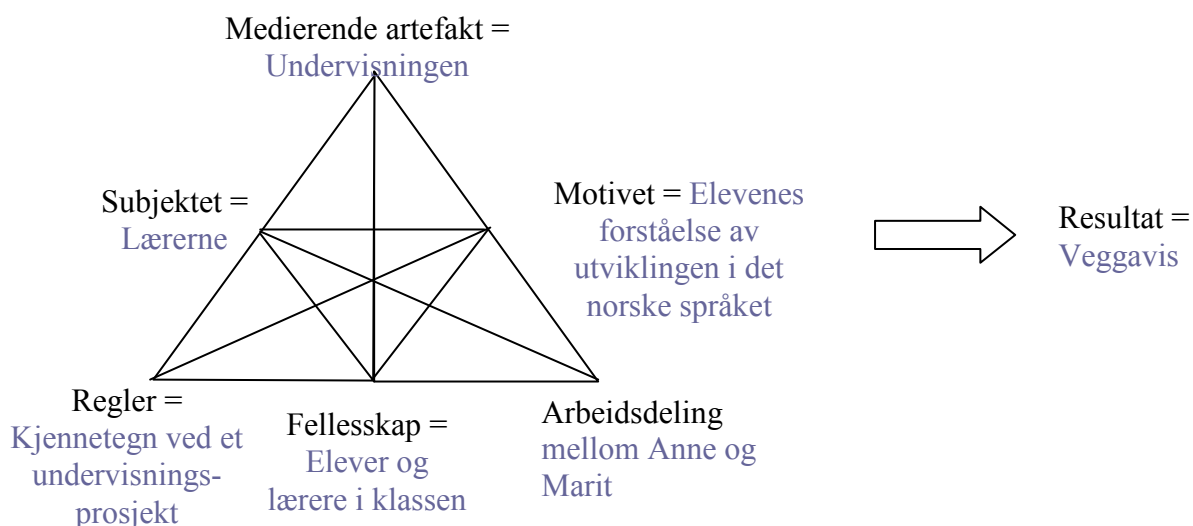 Medierende artefakt =
Undervisningen
Subjektet =
Lærerne
Motivet = Elevenes
forståelse av
utviklingen i det
norske språket
Resultat =
Veggavis
Regler =
Kjennetegn ved et
undervisnings-
prosjekt
Fellesskap =
Elever og
lærere i klassen
Arbeidsdeling
mellom Anne og
Marit